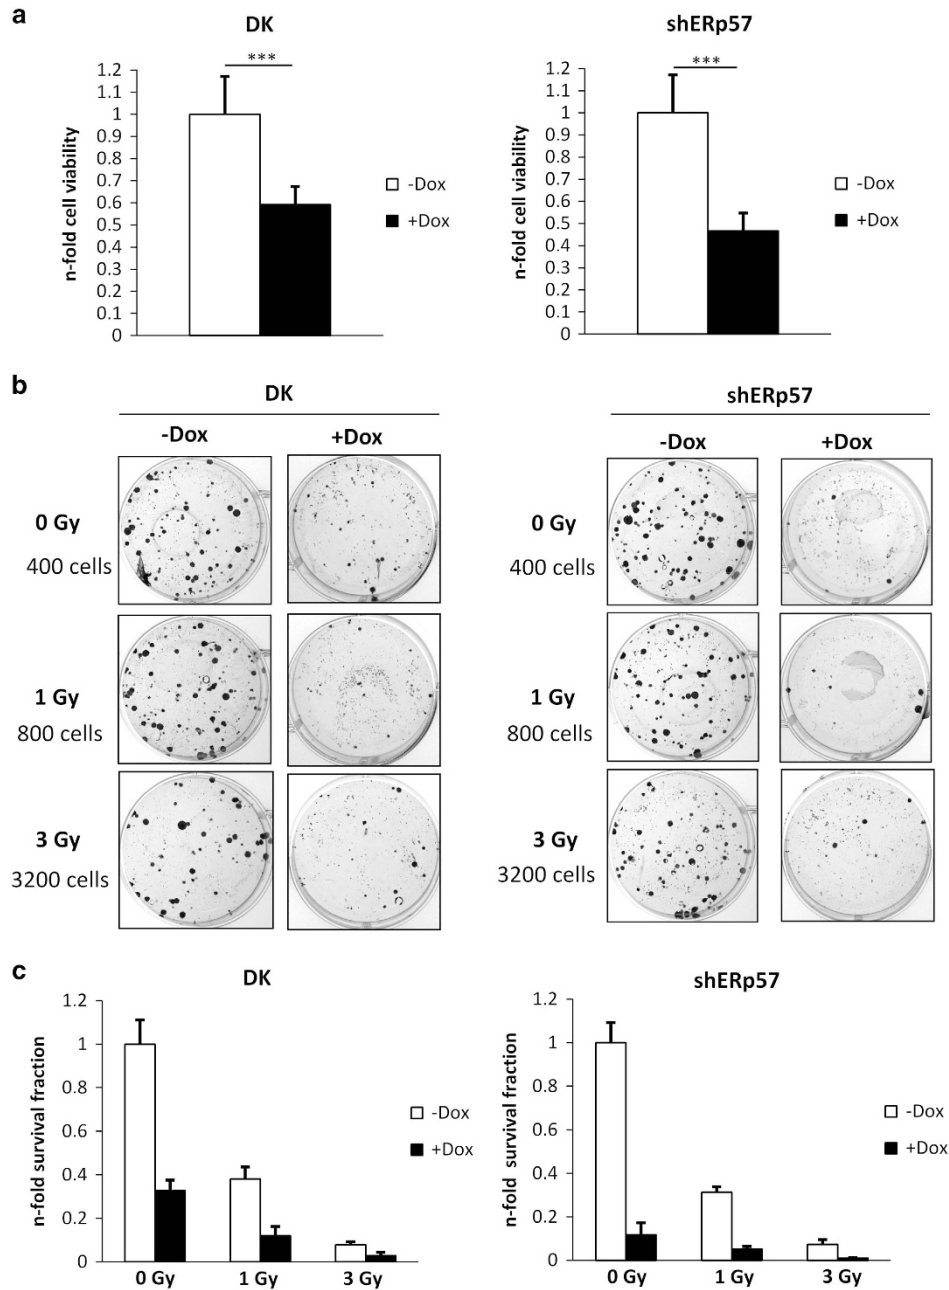 a
DK
***
1.2
1.1
1
0.9
0.8
0.7
0.6
0.5
0.4
0.3
0.2
0.1
0
n-fold cell viability
-Dox
+Dox
shERp57
***
1.2
1.1
1
0.9
0.8
0.7
0.6
0.5
0.4
0.3
0.2
0.1
0
n-fold cell viability
-Dox
+Dox
b
DK
-Dox +Dox
0 Gy
400 cells
1 Gy
800 cells
3 Gy
3200 cells
shERp57
-Dox +Dox
0 Gy
400 cells
1 Gy
800 cells
3 Gy
3200 cells
c
DK
1.2
1
0.8
0.6
0.4
0.2
0
n-fold survival fraction
0 Gy 1 Gy 3 Gy
-Dox
+Dox
shERp57
1.2
1
0.8
0.6
0.4
0.2
0
n-fold survival fraction
0 Gy 1 Gy 3 Gy
-Dox
+Dox